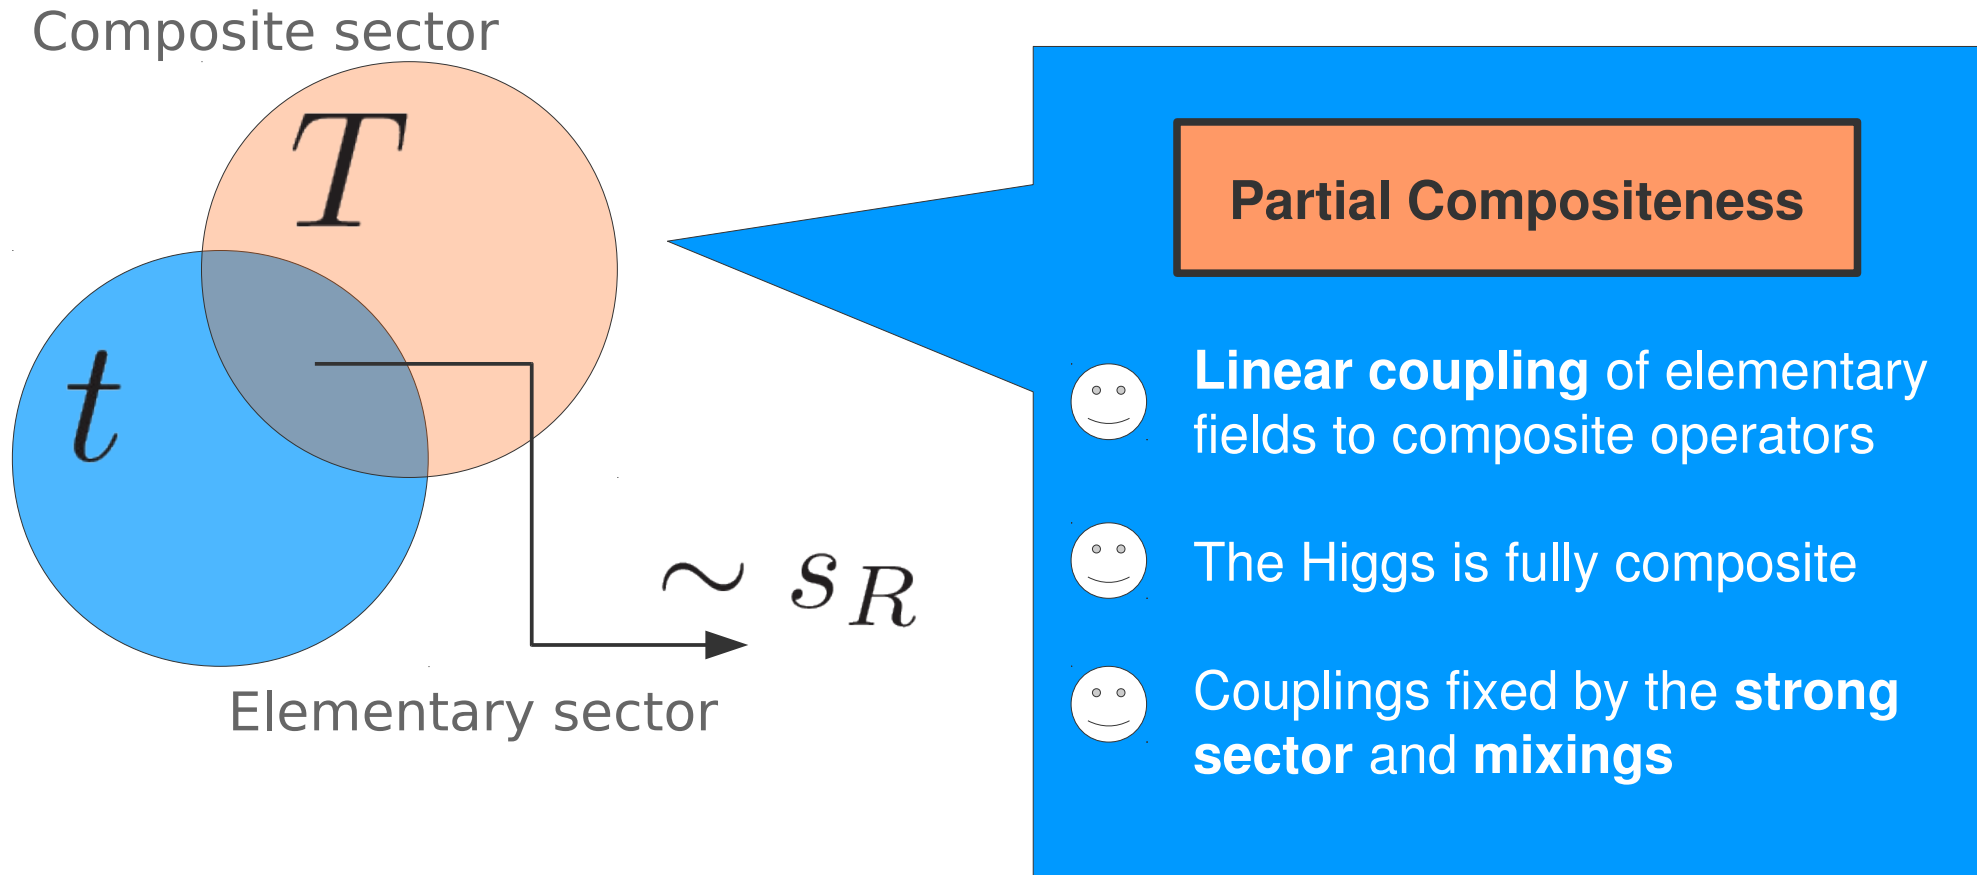 Composite sector
T
t
∼ s_R
Elementary sector
Partial Compositeness
Linear coupling of elementary
fields to composite operators
The Higgs is fully composite
Couplings fixed by the strong
sector and mixings